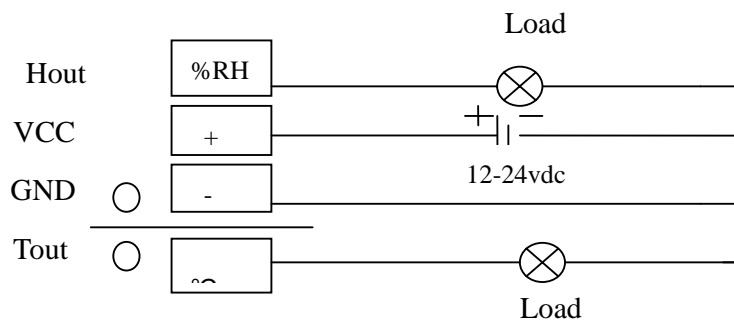 Load
Hout %RH
VCC + + −
12-24vdc
GND -
Tout
Load